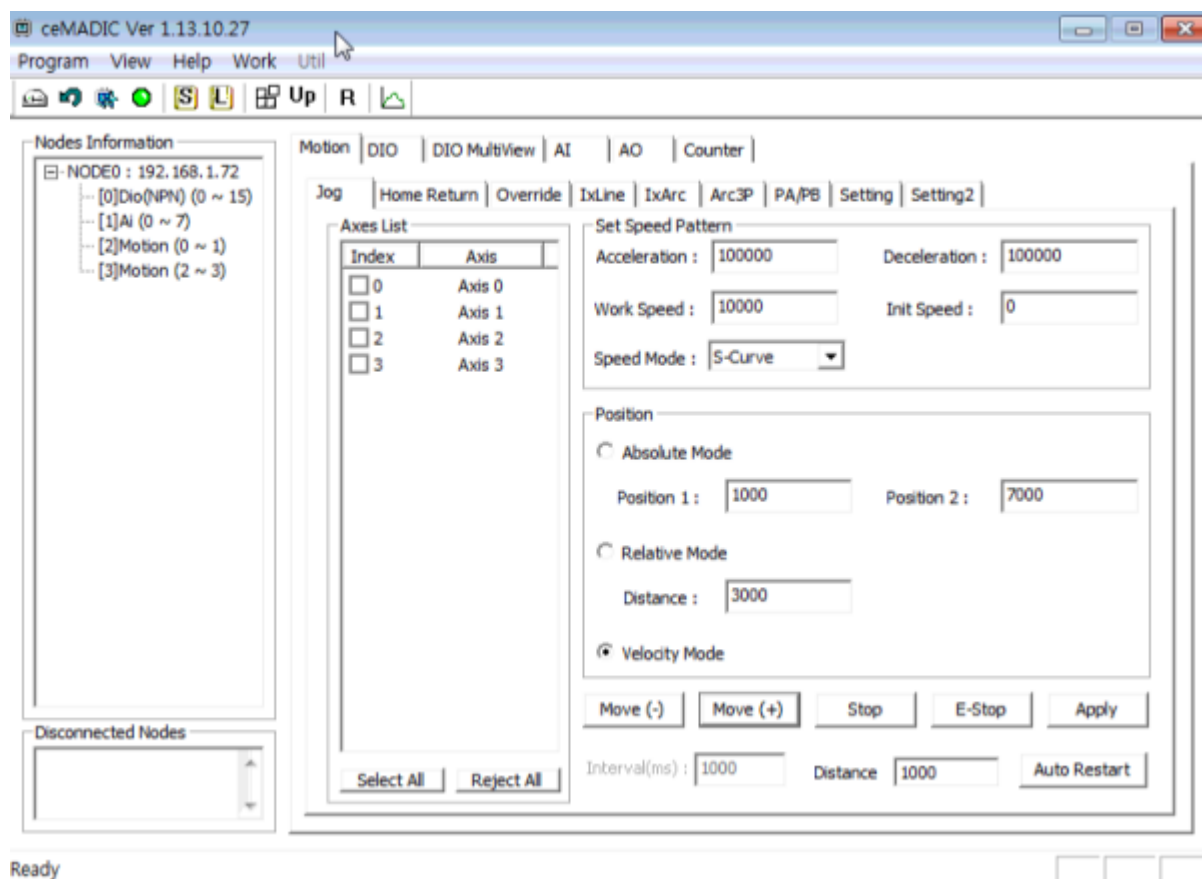 ceMADIC Ver 1.13.10.27
Program View Help Work Util
S L Up R
Nodes Information
NODE0 : 192.168.1.72
[0]Dio(NPN) (0 ~ 15)
[1]Ai (0 ~ 7)
[2]Motion (0 ~ 1)
[3]Motion (2 ~ 3)
Disconnected Nodes
Motion DIO DIO MultiView AI AO Counter
Jog Home Return Override IxLine IxArc Arc3P PA/PB Setting Setting2
Axes List
Index Axis
0 Axis 0
1 Axis 1
2 Axis 2
3 Axis 3
Select All Reject All
Set Speed Pattern
Acceleration : 100000 Deceleration : 100000
Work Speed : 10000 Init Speed : 0
Speed Mode : S-Curve
Position
Absolute Mode
Position 1 : 1000 Position 2 : 7000
Relative Mode
Distance : 3000
Velocity Mode
Move (-) Move (+) Stop E-Stop Apply
Interval(ms) : 1000 Distance 1000 Auto Restart
Ready